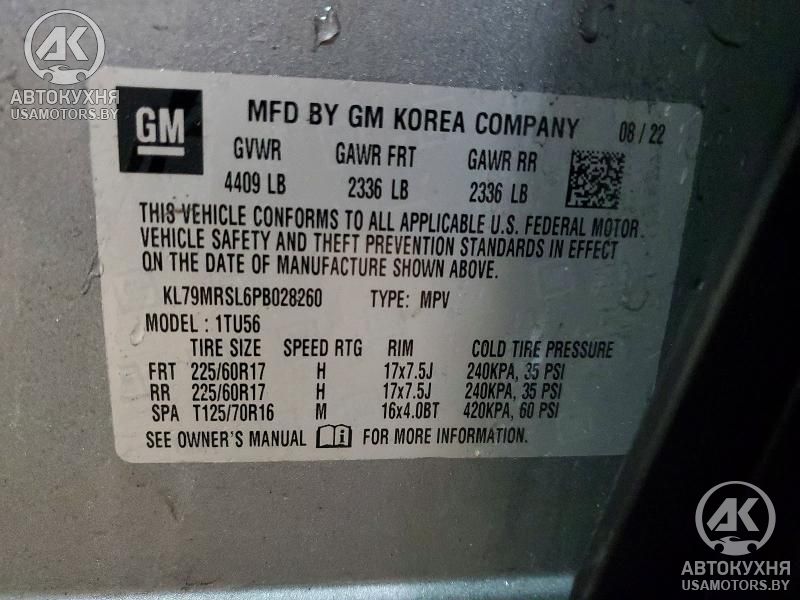 AK
АВТОКУХНЯ
USAMOTORS.BY
GM
MFD BY GM KOREA COMPANY 08 / 22
GVWR GAWR FRT GAWR RR
4409 LB 2336 LB 2336 LB
THIS VEHICLE CONFORMS TO ALL APPLICABLE U.S. FEDERAL MOTOR
VEHICLE SAFETY AND THEFT PREVENTION STANDARDS IN EFFECT
ON THE DATE OF MANUFACTURE SHOWN ABOVE.
KL79MRSL6PB028260 TYPE: MPV
MODEL : 1TU56
TIRE SIZE SPEED RTG RIM COLD TIRE PRESSURE
FRT 225/60R17 H 17x7.5J 240KPA, 35 PSI
RR 225/60R17 H 17x7.5J 240KPA, 35 PSI
SPA T125/70R16 M 16x4.0BT 420KPA, 60 PSI
SEE OWNER'S MANUAL i FOR MORE INFORMATION.
AK
АВТОКУХНЯ
USAMOTORS.BY